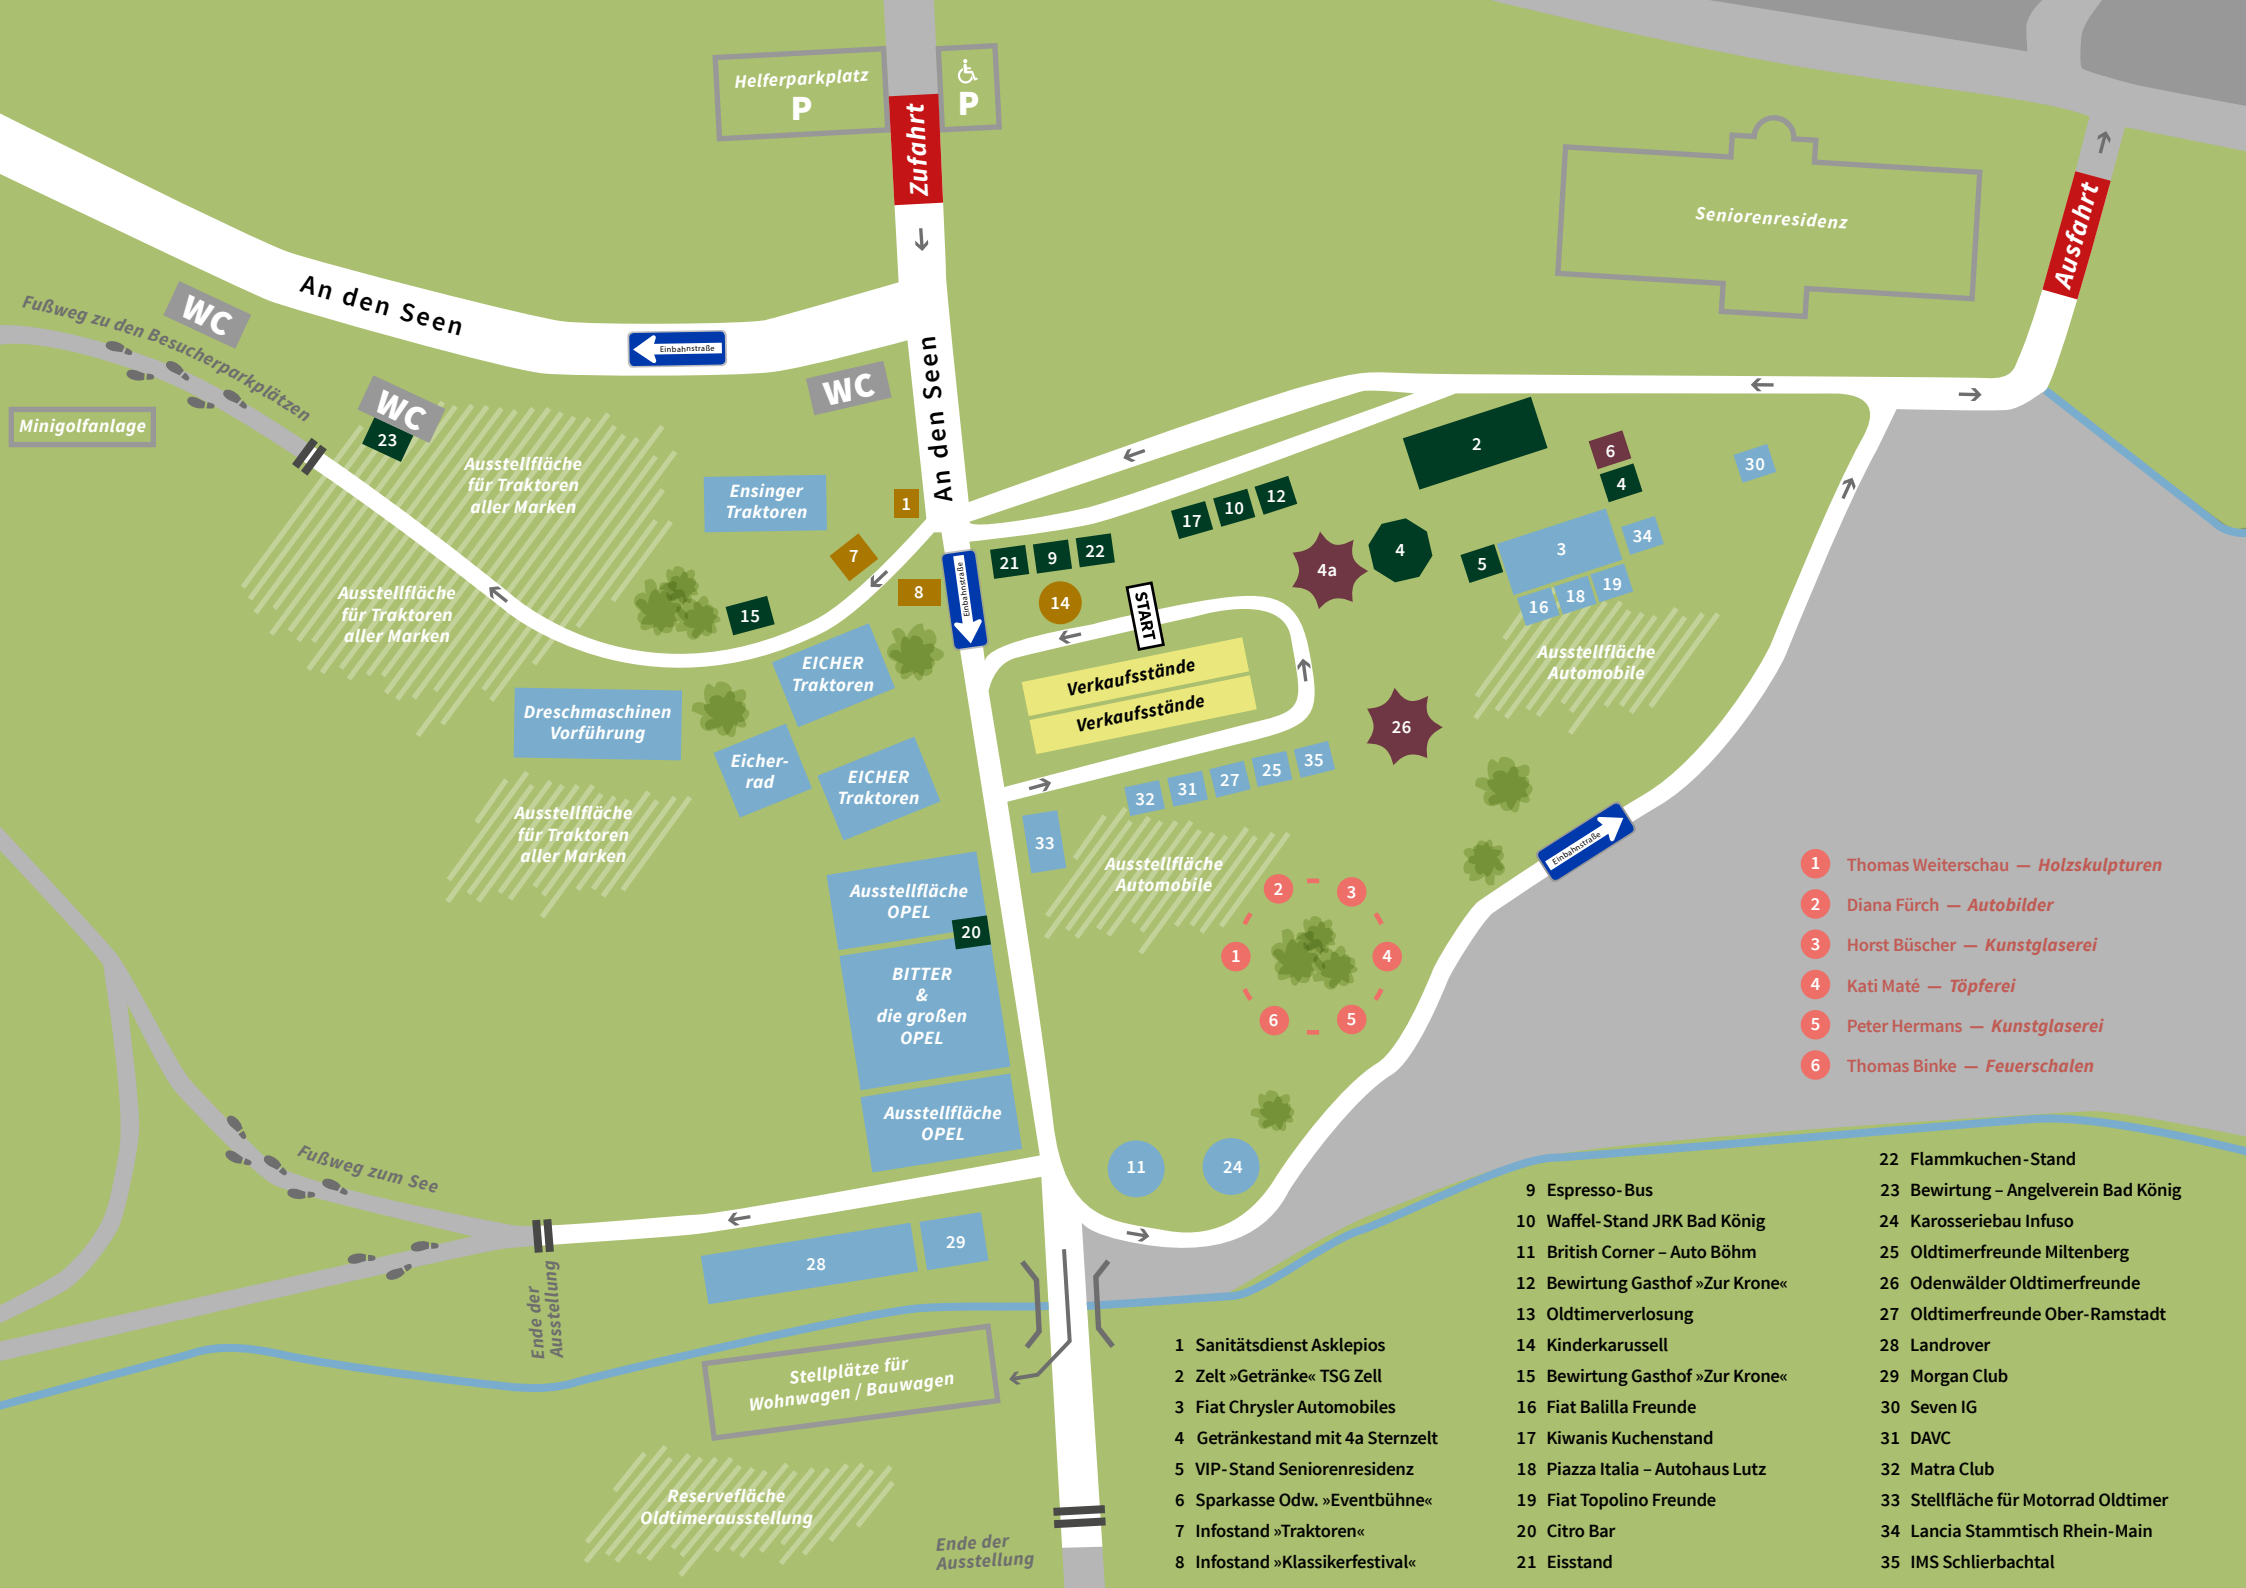 Helferparkplatz
P
P
Zufahrt
Seniorenresidenz
Ausfahrt
An den Seen
Einbahnstraße
An den Seen
Fußweg zu den Besucherparkplätzen
WC
WC
WC
Minigolfanlage
23
Ausstellfläche
für Traktoren
aller Marken
Ensinger
Traktoren
1
7
8
Einbahnstraße
21
9
22
17
10
12
2
6
4
30
4a
4
5
3
34
16
18
19
Ausstellfläche
Automobile
14
START
Verkaufsstände
Verkaufsstände
Ausstellfläche
für Traktoren
aller Marken
15
EICHER
Traktoren
Dreschmaschinen
Vorführung
Eicher-
rad
EICHER
Traktoren
Ausstellfläche
für Traktoren
aller Marken
26
32
31
27
25
35
33
Ausstellfläche
Automobile
Einbahnstraße
Ausstellfläche
OPEL
20
BITTER
&
die großen
OPEL
Ausstellfläche
OPEL
2
3
1
4
6
5
1 Thomas Weiterschau — Holzskulpturen
2 Diana Fürch — Autobilder
3 Horst Büscher — Kunstglaserei
4 Kati Maté — Töpferei
5 Peter Hermans — Kunstglaserei
6 Thomas Binke — Feuerschalen
11
24
Fußweg zum See
28
29
Ende der
Ausstellung
Stellplätze für
Wohnwagen / Bauwagen
Reservefläche
Oldtimerausstellung
Ende der
Ausstellung
1 Sanitätsdienst Asklepios
2 Zelt »Getränke« TSG Zell
3 Fiat Chrysler Automobiles
4 Getränkestand mit 4a Sternzelt
5 VIP-Stand Seniorenresidenz
6 Sparkasse Odw. »Eventbühne«
7 Infostand »Traktoren«
8 Infostand »Klassikerfestival«
9 Espresso-Bus
10 Waffel-Stand JRK Bad König
11 British Corner – Auto Böhm
12 Bewirtung Gasthof »Zur Krone«
13 Oldtimerverlosung
14 Kinderkarussell
15 Bewirtung Gasthof »Zur Krone«
16 Fiat Balilla Freunde
17 Kiwanis Kuchenstand
18 Piazza Italia – Autohaus Lutz
19 Fiat Topolino Freunde
20 Citro Bar
21 Eisstand
22 Flammkuchen-Stand
23 Bewirtung – Angelverein Bad König
24 Karosseriebau Infuso
25 Oldtimerfreunde Miltenberg
26 Odenwälder Oldtimerfreunde
27 Oldtimerfreunde Ober-Ramstadt
28 Landrover
29 Morgan Club
30 Seven IG
31 DAVC
32 Matra Club
33 Stellfläche für Motorrad Oldtimer
34 Lancia Stammtisch Rhein-Main
35 IMS Schlierbachtal